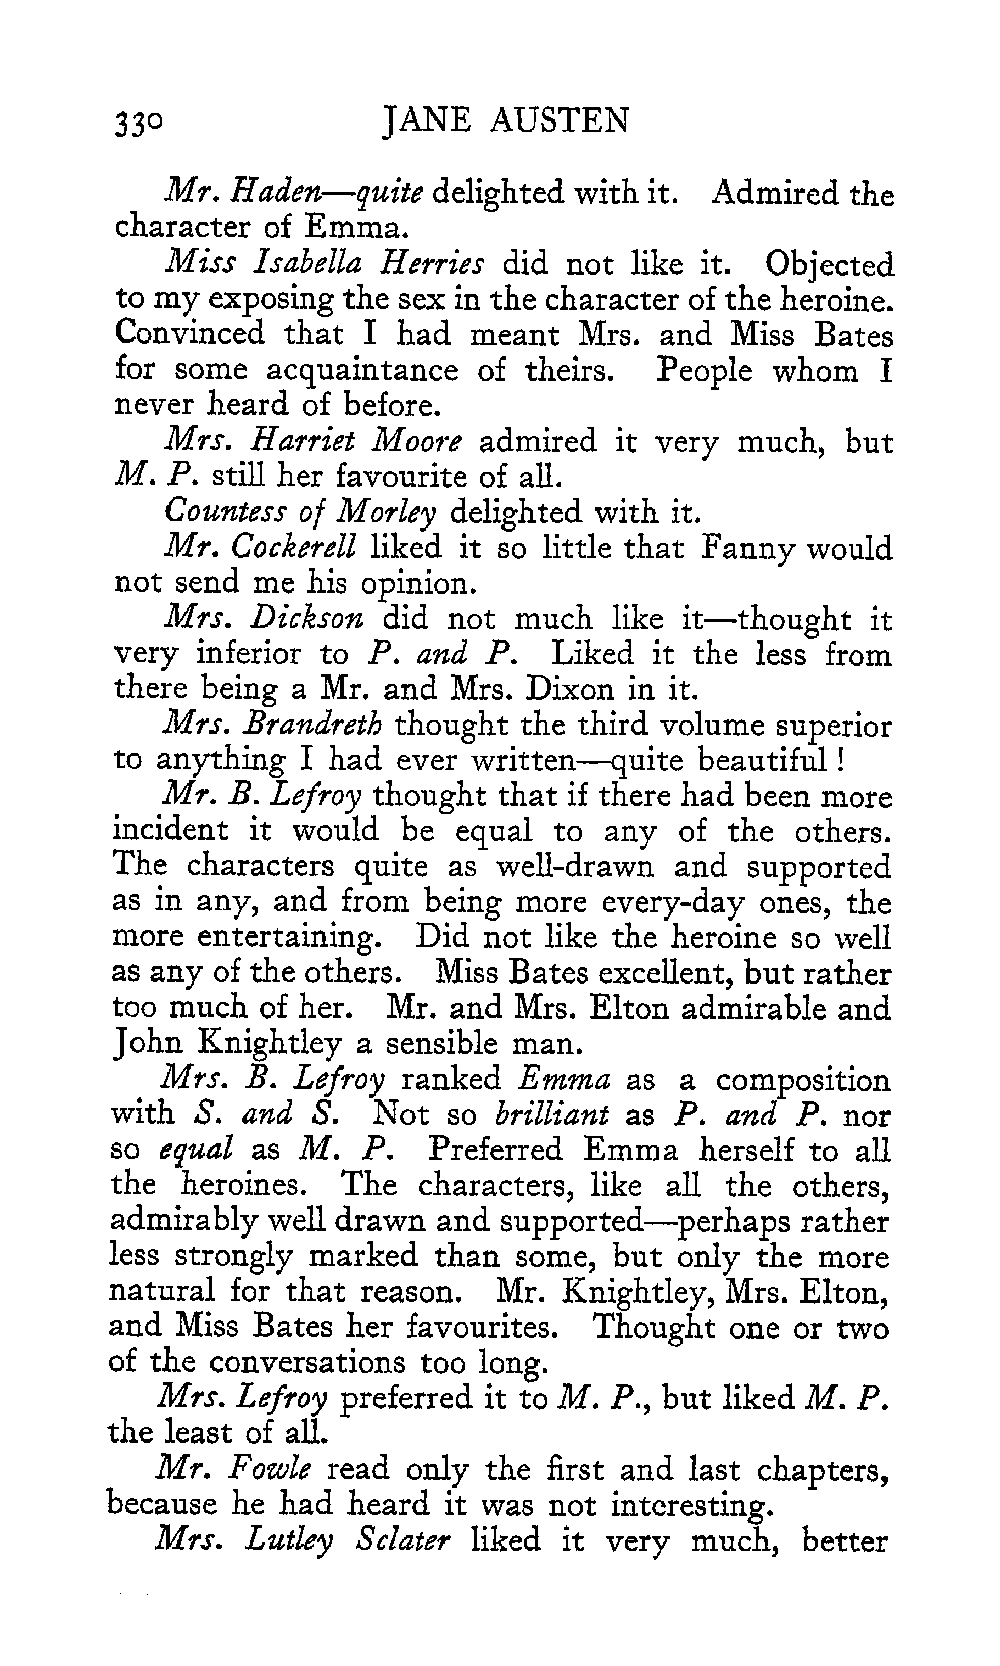 330 JANE AUSTEN
Mr. Haden—quite delighted with it. Admired the
character of Emma.
Miss Isabella Herries did not like it. Objected
to my exposing the sex in the character of the heroine.
Convinced that I had meant Mrs. and Miss Bates
for some acquaintance of theirs. People whom I
never heard of before.
Mrs. Harriet Moore admired it very much, but
M. P. still her favourite of all.
Countess of Morley delighted with it.
Mr. Cockerell liked it so little that Fanny would
not send me his opinion.
Mrs. Dickson did not much like it—thought it
very inferior to P. and P. Liked it the less from
there being a Mr. and Mrs. Dixon in it.
Mrs. Brandreth thought the third volume superior
to anything I had ever written—quite beautiful !
Mr. B. Lefroy thought that if there had been more
incident it would be equal to any of the others.
The characters quite as well-drawn and supported
as in any, and from being more every-day ones, the
more entertaining. Did not like the heroine so well
as any of the others. Miss Bates excellent, but rather
too much of her. Mr. and Mrs. Elton admirable and
John Knightley a sensible man.
Mrs. B. Lefroy ranked Emma as a composition
with S. and S. Not so brilliant as P. and P. nor
so equal as M. P. Preferred Emma herself to all
the heroines. The characters, like all the others,
admirably well drawn and supported—perhaps rather
less strongly marked than some, but only the more
natural for that reason. Mr. Knightley, Mrs. Elton,
and Miss Bates her favourites. Thought one or two
of the conversations too long.
Mrs. Lefroy preferred it to M. P., but liked M. P.
the least of all.
Mr. Fowle read only the first and last chapters,
because he had heard it was not interesting.
Mrs. Lutley Sclater liked it very much, better